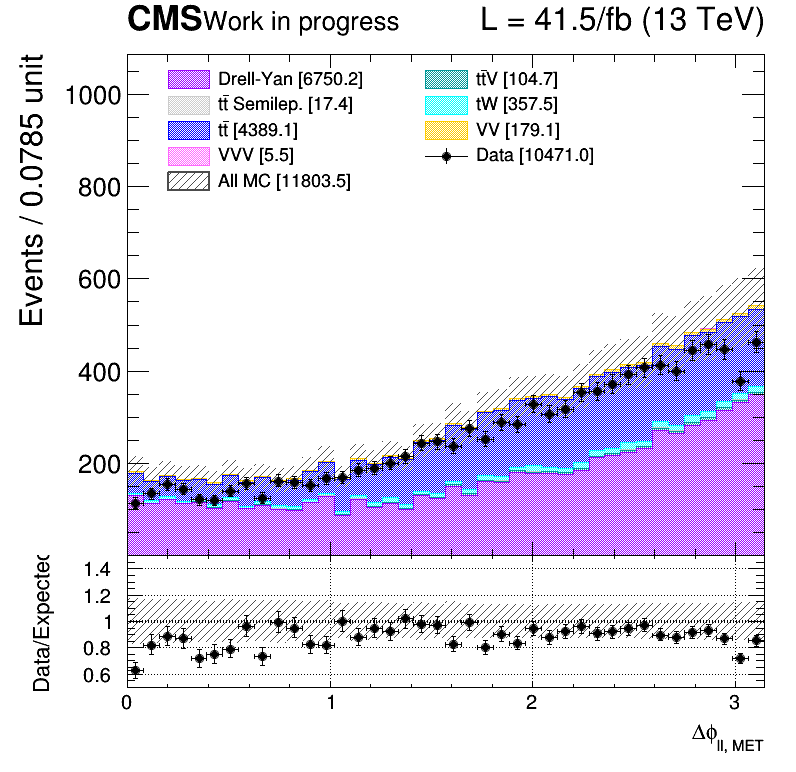 CMS Work in progress L = 41.5/fb (13 TeV)
Events / 0.0785 unit
1000
800
600
400
200
Drell-Yan [6750.2]
tt̄ Semilep. [17.4]
tt̄ [4389.1]
VVV [5.5]
All MC [11803.5]
tt̄V [104.7]
tW [357.5]
VV [179.1]
Data [10471.0]
Data/Expected
1.4
1.2
1
0.8
0.6
0 1 2 3
Δϕll, MET